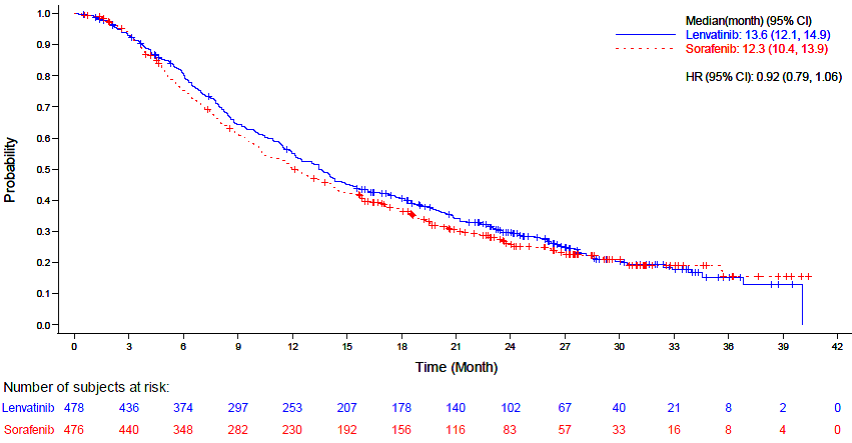 Median(month) (95% CI)
Lenvatinib: 13.6 (12.1, 14.9)
Sorafenib: 12.3 (10.4, 13.9)
HR (95% CI): 0.92 (0.79, 1.06)
Probability
1.0
0.9
0.8
0.7
0.6
0.5
0.4
0.3
0.2
0.1
0.0
0 3 6 9 12 15 18 21 24 27 30 33 36 39 42
Time (Month)
Number of subjects at risk:
Lenvatinib 478 436 374 297 253 207 178 140 102 67 40 21 8 2 0
Sorafenib 476 440 348 282 230 192 156 116 83 57 33 16 8 4 0